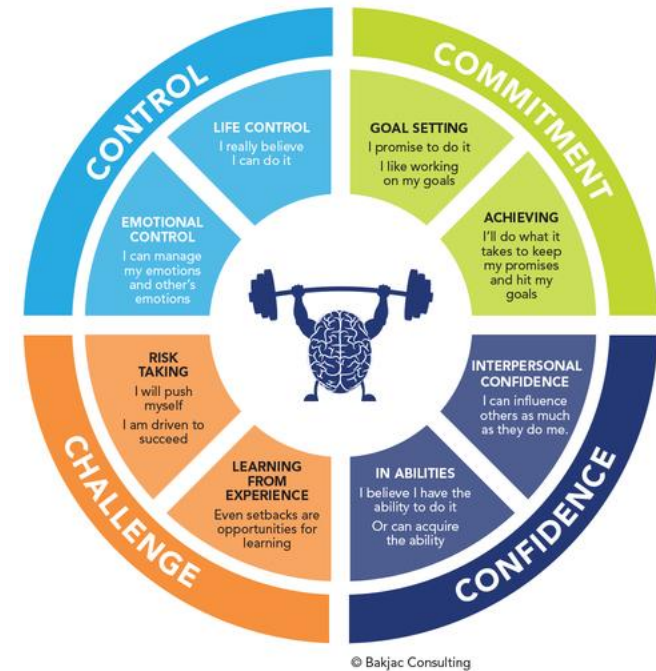 CONTROL
LIFE CONTROL
I really believe
I can do it
EMOTIONAL
CONTROL
I can manage
my emotions
and other's
emotions
COMMITMENT
GOAL SETTING
I promise to do it
I like working
on my goals
ACHIEVING
I'll do what it
takes to keep
my promises
and hit my
goals
CHALLENGE
RISK
TAKING
I will push
myself
I am driven to
succeed
LEARNING
FROM
EXPERIENCE
Even setbacks are
opportunities for
learning
CONFIDENCE
INTERPERSONAL
CONFIDENCE
I can influence
others as much
as they do me.
IN ABILITIES
I believe I have the
ability to do it
Or can acquire
the ability
© Bakjac Consulting